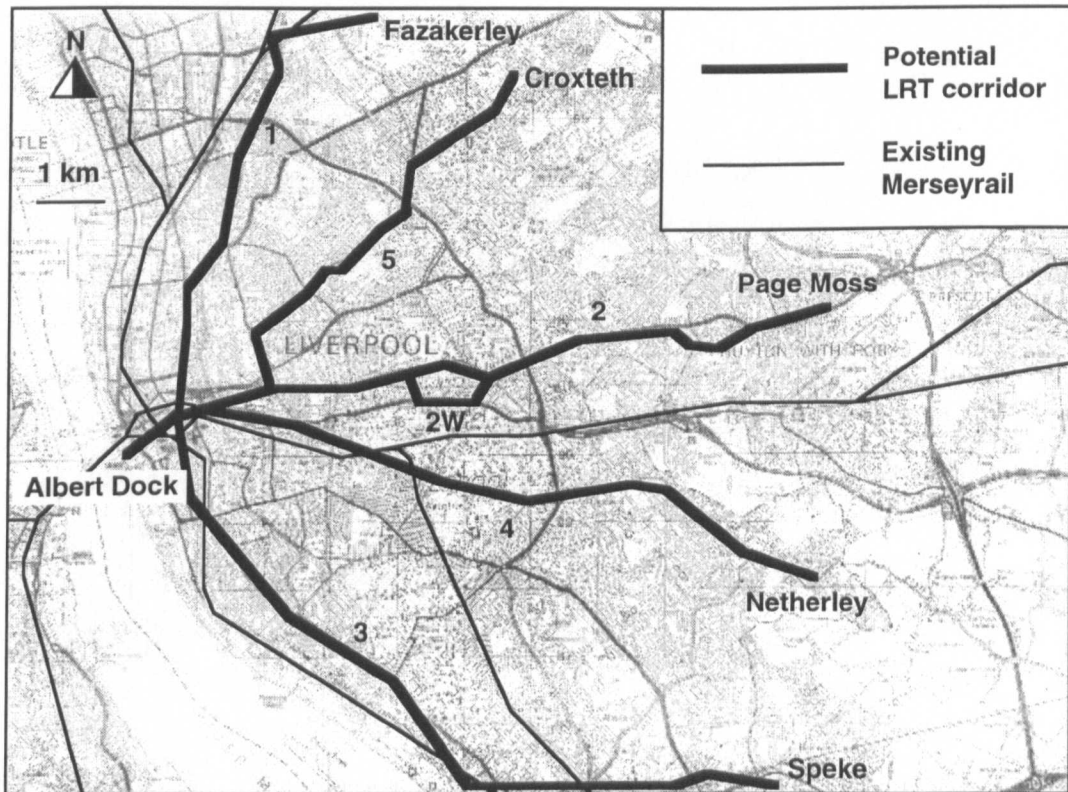 Fazakerley
N
Croxteth
Potential
LRT corridor
TLE
1
1 km
Existing
Merseyrail
5
Page Moss
2
LIVERPOOL
2W
Albert Dock
4
Netherley
3
Speke